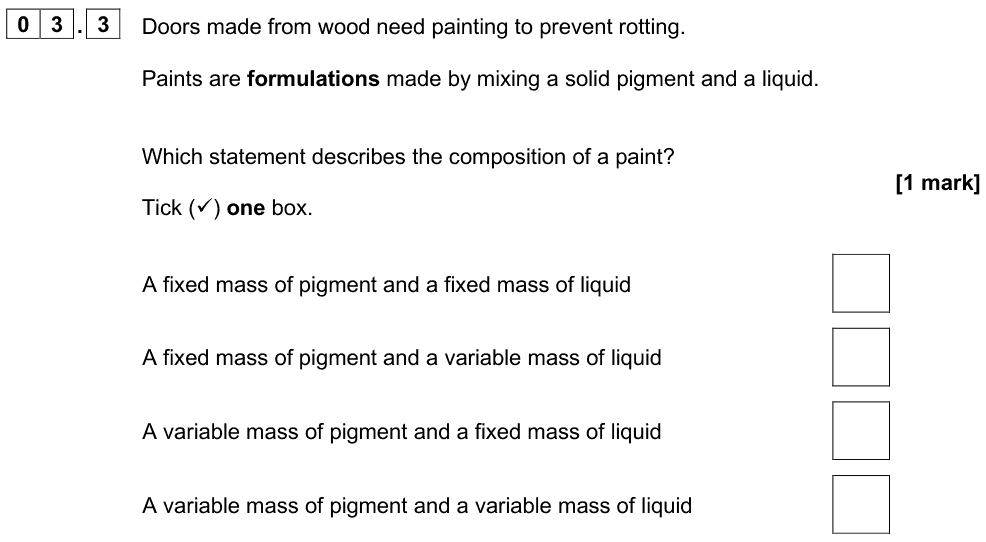 0 3 . 3 Doors made from wood need painting to prevent rotting.
Paints are formulations made by mixing a solid pigment and a liquid.
Which statement describes the composition of a paint?
[1 mark]
Tick (✓) one box.
A fixed mass of pigment and a fixed mass of liquid
A fixed mass of pigment and a variable mass of liquid
A variable mass of pigment and a fixed mass of liquid
A variable mass of pigment and a variable mass of liquid